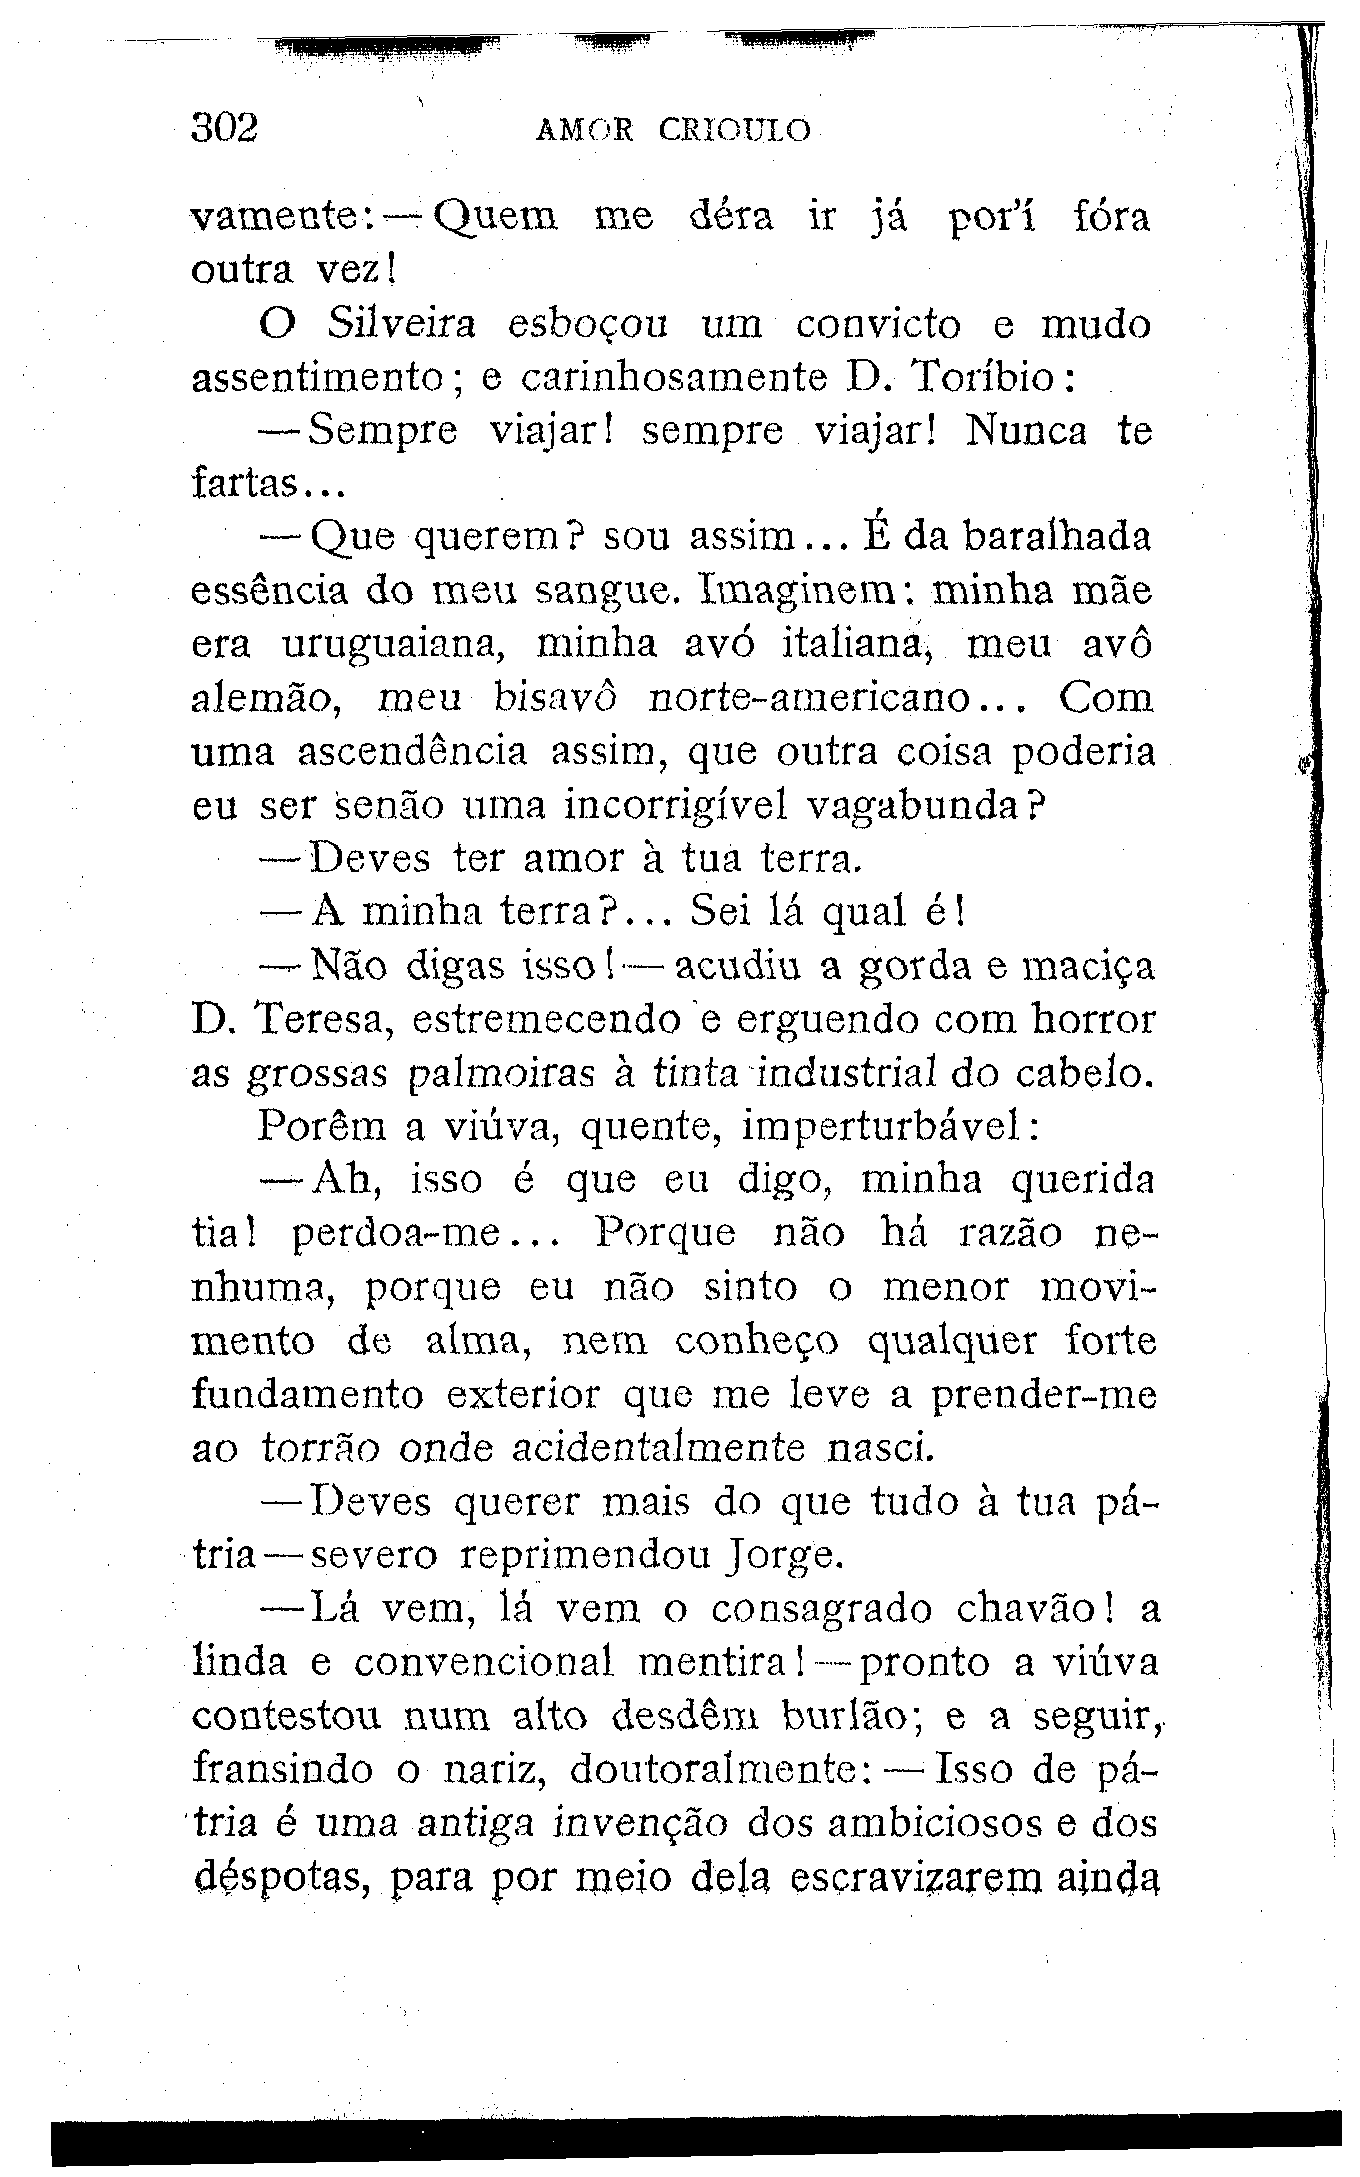 302 AMOR CRIOULO
vamente: — Quem me déra ir já por'í fóra
outra vez!
O Silveira esboçou um convicto e mudo
assentimento; e carinhosamente D. Toríbio:
— Sempre viajar! sempre viajar! Nunca te
fartas...
— Que querem? sou assim... É da baralhada
essência do meu sangue. Imaginem: minha mãe
era uruguaiana, minha avó italiana, meu avô
alemão, meu bisavô norte-americano... Com
uma ascendência assim, que outra coisa poderia
eu ser senão uma incorrigível vagabunda?
— Deves ter amor à tua terra.
— A minha terra?... Sei lá qual é!
— Não digas isso! — acudiu a gorda e maciça
D. Teresa, estremecendo e erguendo com horror
as grossas palmoiras à tinta industrial do cabelo.
Porêm a viúva, quente, imperturbável:
— Ah, isso é que eu digo, minha querida
tia! perdoa-me... Porque não há razão ne-
nhuma, porque eu não sinto o menor movi-
mento de alma, nem conheço qualquer forte
fundamento exterior que me leve a prender-me
ao torrão onde acidentalmente nasci.
— Deves querer mais do que tudo à tua pá-
tria — severo reprimendou Jorge.
— Lá vem, lá vem o consagrado chavão! a
linda e convencional mentira! — pronto a viúva
contestou num alto desdêm burlão; e a seguir,
fransindo o nariz, doutoralmente: — Isso de pá-
tria é uma antiga invenção dos ambiciosos e dos
déspotas, para por meio dela escravizarem ainda